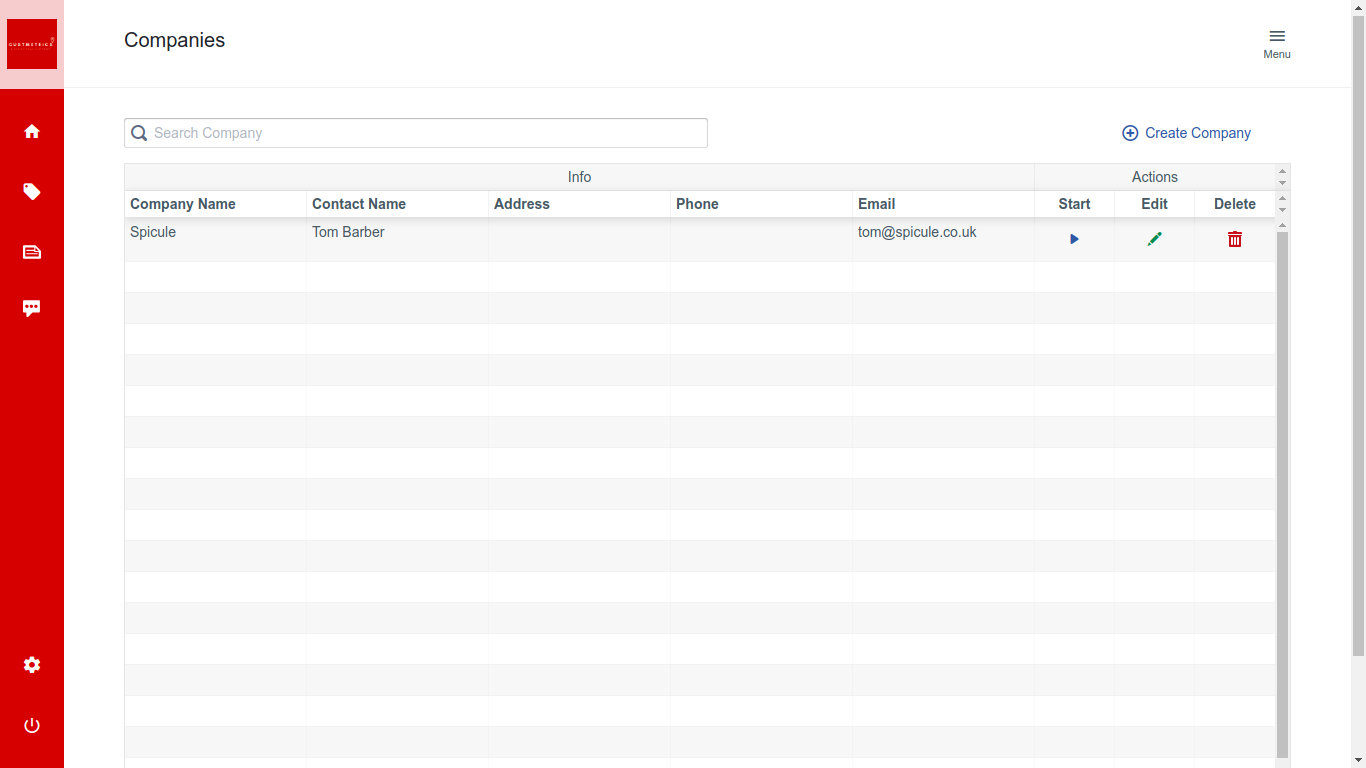 Companies
Menu
Search Company
Create Company
Info Actions
Company Name Contact Name Address Phone Email Start Edit Delete
Spicule Tom Barber tom@spicule.co.uk